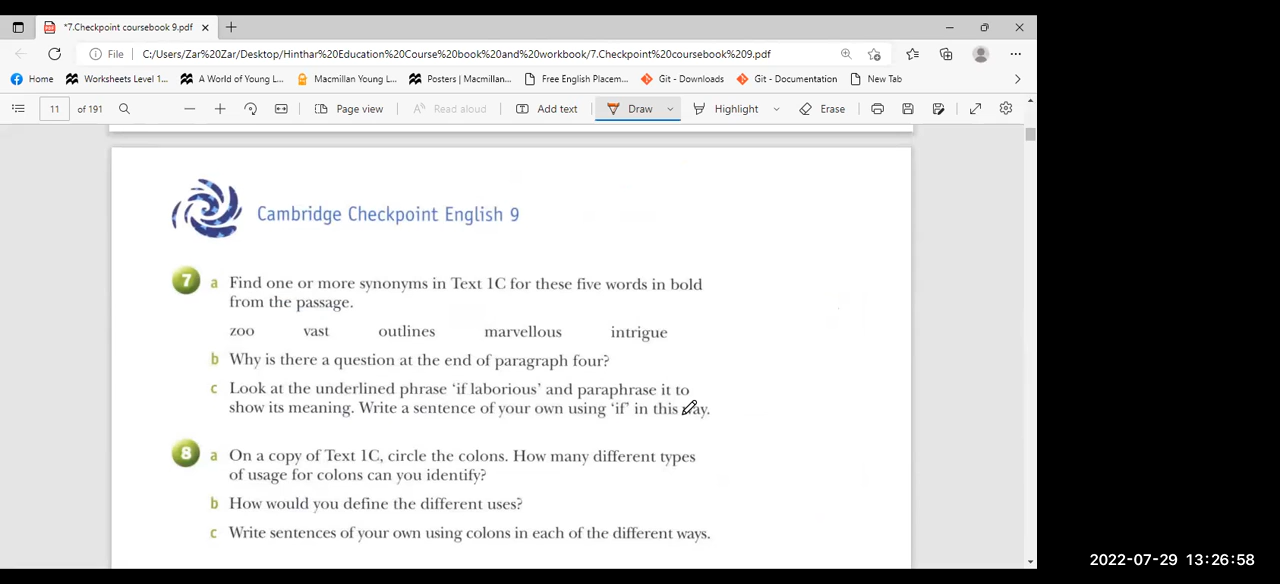 *7.Checkpoint coursebook 9.pdf
File
C:/Users/Zar%20Zar/Desktop/Hinthar%20Education%20Course%20book%20and%20workbook/7.Checkpoint%20coursebook%209.pdf
Home Worksheets Level 1... A World of Young L... Macmillan Young L... Posters | Macmillan... Free English Placem... Git - Downloads Git - Documentation New Tab
11 of 191 Page view Read aloud Add text Draw Highlight Erase
Cambridge Checkpoint English 9
7 a Find one or more synonyms in Text 1C for these five words in bold
from the passage.
zoo vast outlines marvellous intrigue
b Why is there a question at the end of paragraph four?
c Look at the underlined phrase ‘if laborious’ and paraphrase it to
show its meaning. Write a sentence of your own using ‘if’ in this way.
8 a On a copy of Text 1C, circle the colons. How many different types
of usage for colons can you identify?
b How would you define the different uses?
c Write sentences of your own using colons in each of the different ways.
2022-07-29 13:26:58